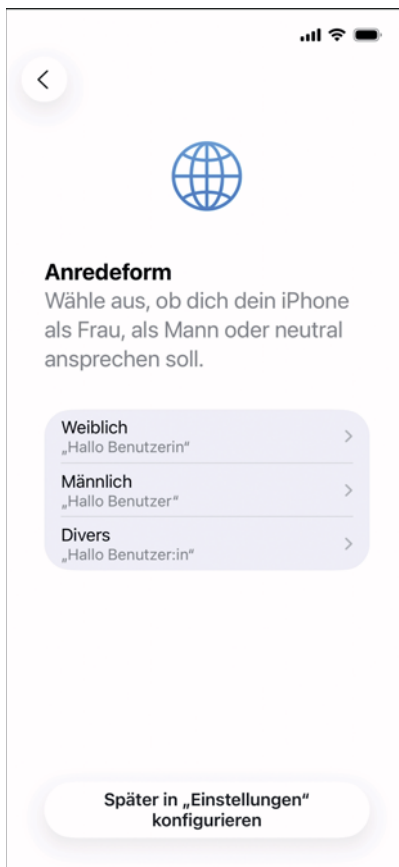 Anredeform
Wähle aus, ob dich dein iPhone
als Frau, als Mann oder neutral
ansprechen soll.
Weiblich
„Hallo Benutzerin“
Männlich
„Hallo Benutzer“
Divers
„Hallo Benutzer:in“
Später in „Einstellungen“
konfigurieren